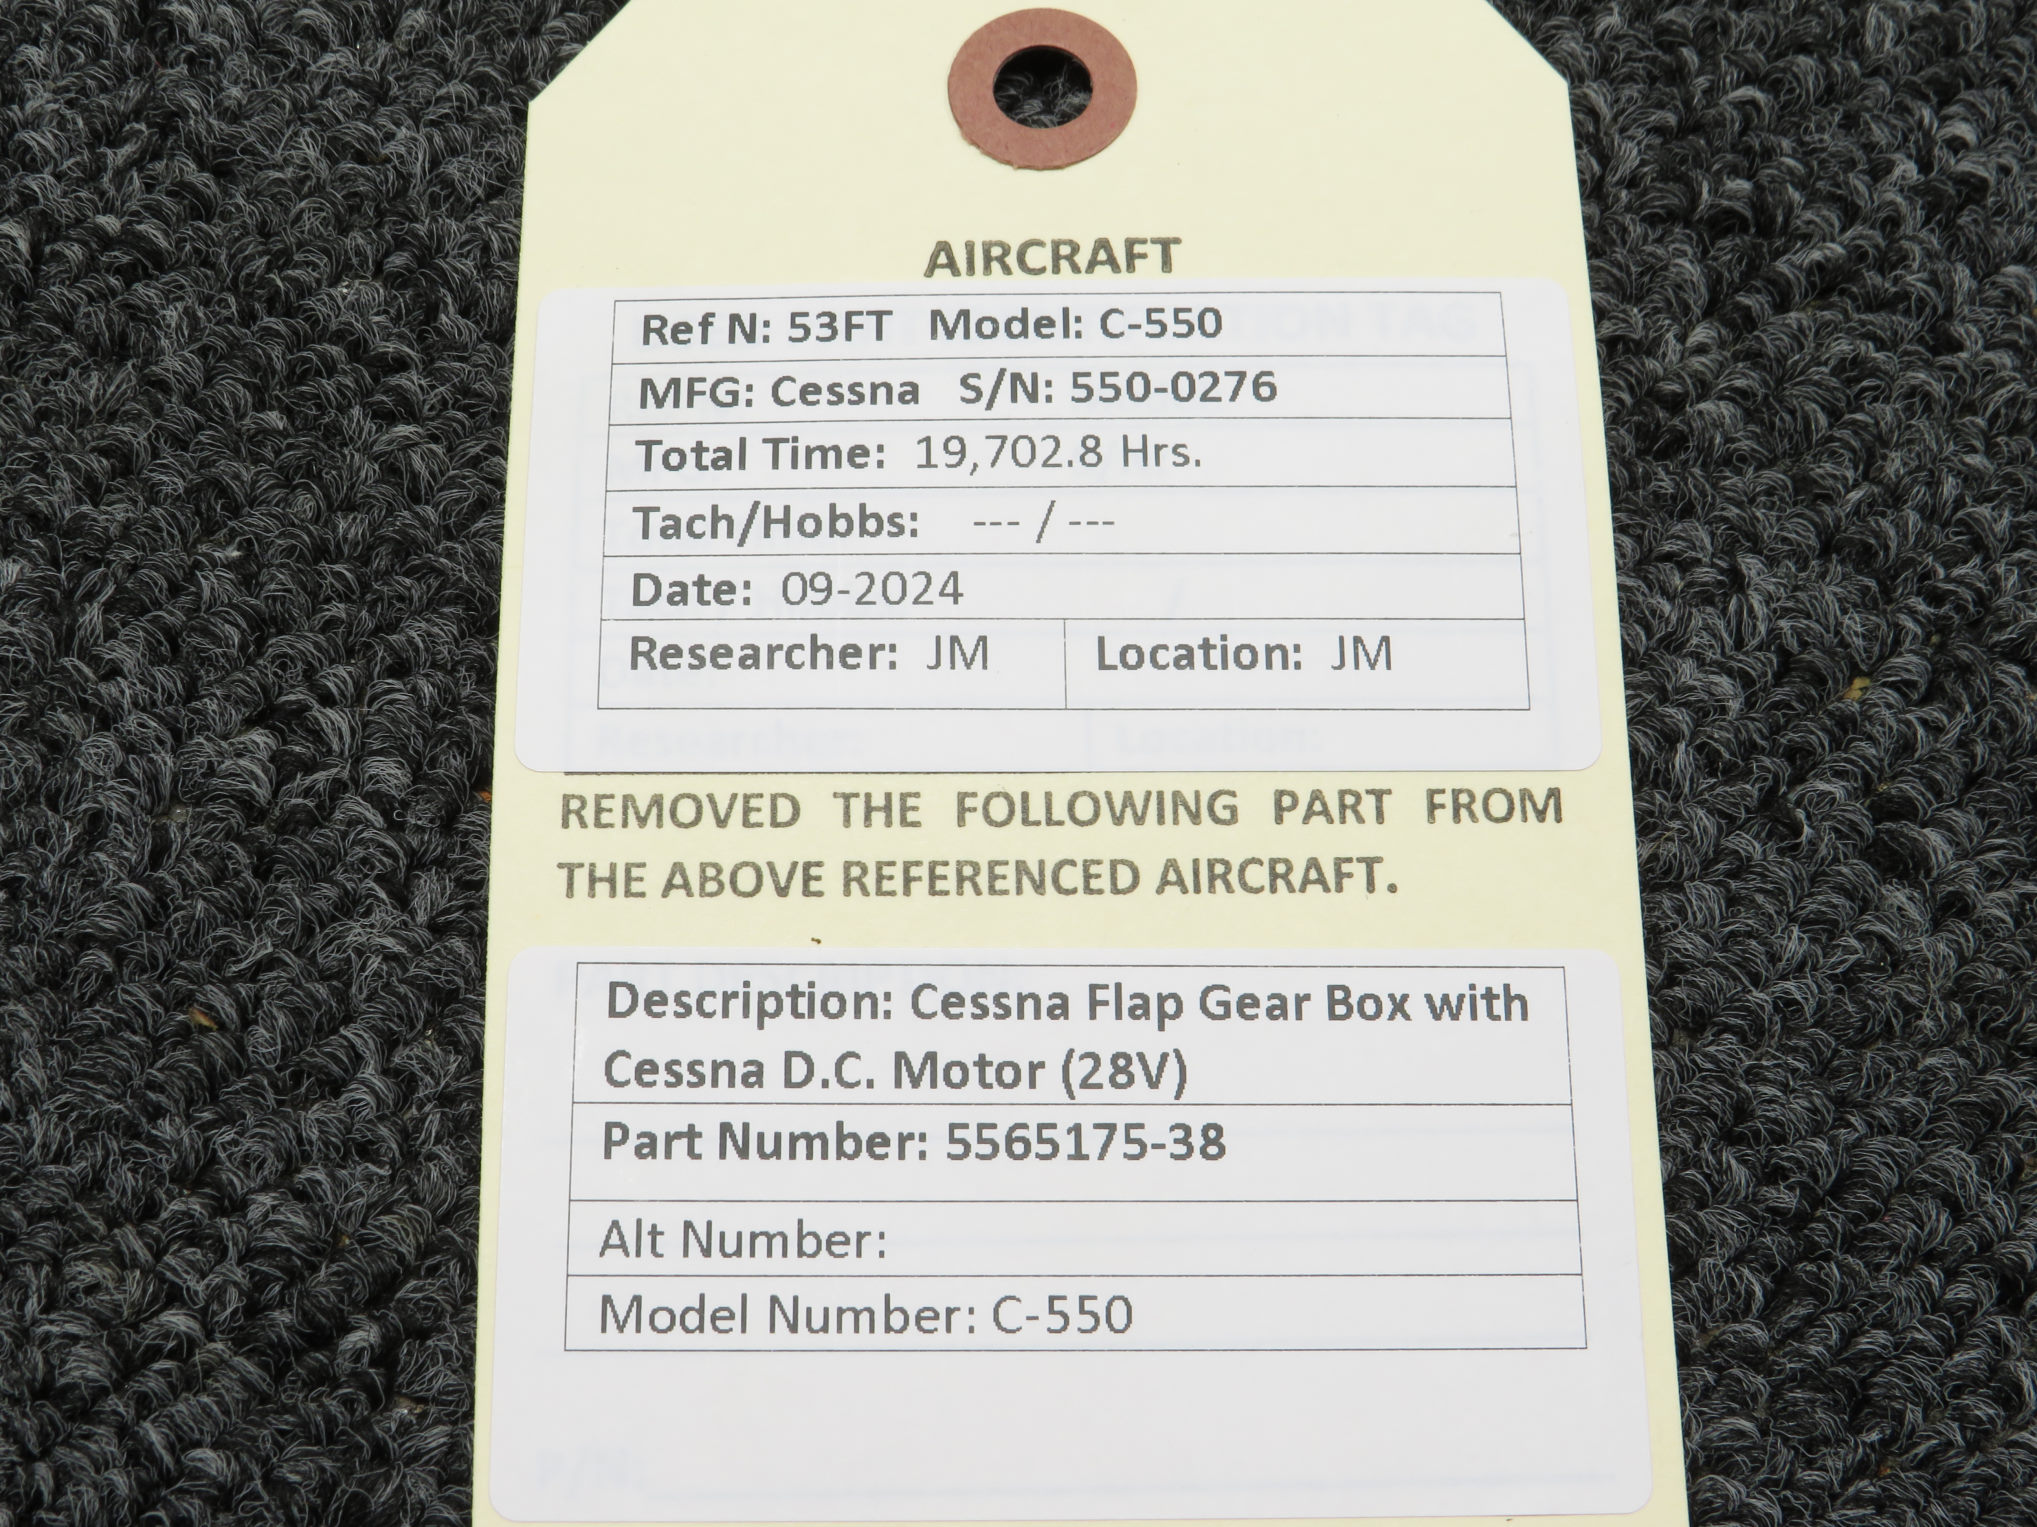 AIRCRAFT
Ref N: 53FT Model: C-550
MFG: Cessna S/N: 550-0276
Total Time: 19,702.8 Hrs.
Tach/Hobbs: --- / ---
Date: 09-2024
Researcher: JM Location: JM
Researcher: Location:
REMOVED THE FOLLOWING PART FROM
THE ABOVE REFERENCED AIRCRAFT.
Description: Cessna Flap Gear Box with
Cessna D.C. Motor (28V)
Part Number: 5565175-38
Alt Number:
Model Number: C-550
P/N: